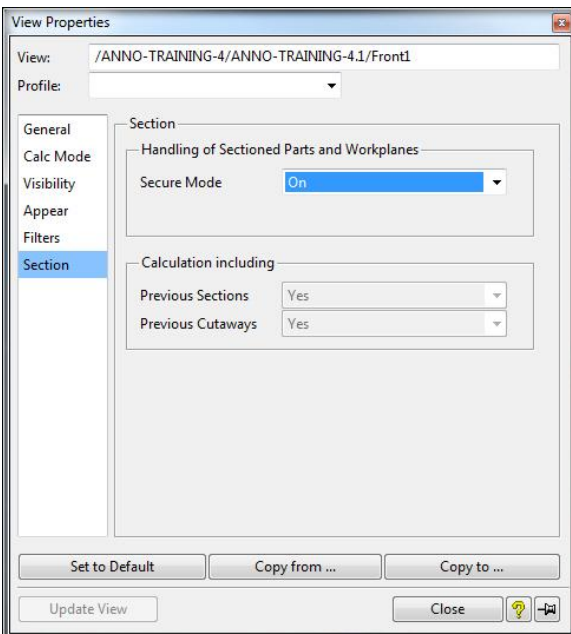 View Properties
View: /ANNO-TRAINING-4/ANNO-TRAINING-4.1/Front1
Profile:
General
Calc Mode
Visibility
Appear
Filters
Section
Section
Handling of Sectioned Parts and Workplanes
Secure Mode On
Calculation including
Previous Sections Yes
Previous Cutaways Yes
Set to Default Copy from ... Copy to ...
Update View Close ?